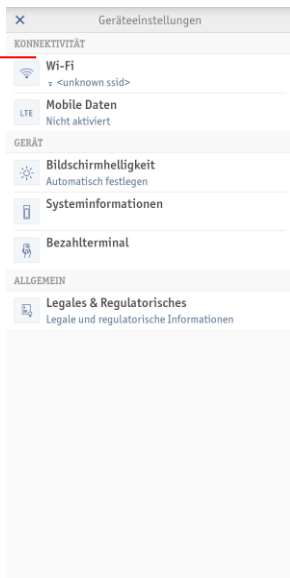 Geräteeinstellungen
KONNEKTIVITÄT
Wi-Fi
<unknown ssid>
LTE
Mobile Daten
Nicht aktiviert
GERÄT
Bildschirmhelligkeit
Automatisch festlegen
Systeminformationen
Bezahlterminal
ALLGEMEIN
Legales & Regulatorisches
Legale und regulatorische Informationen